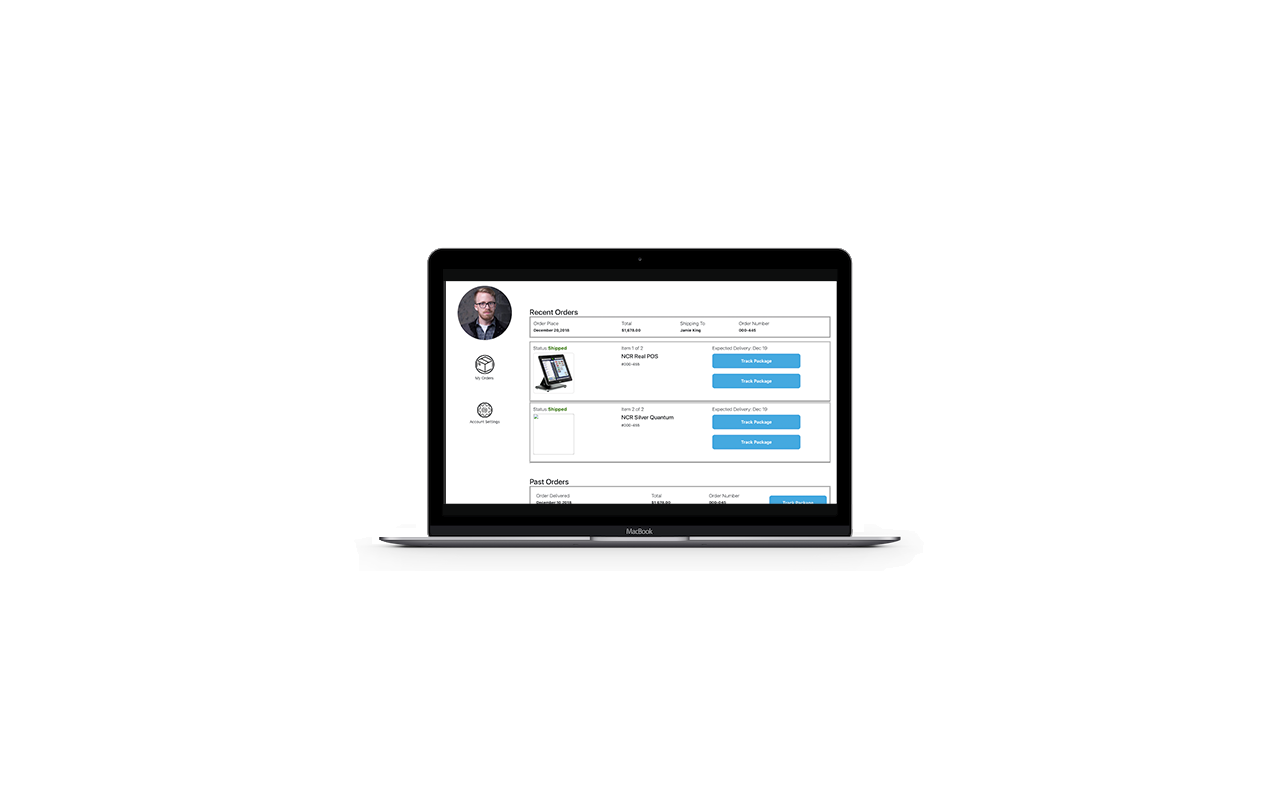 Recent Orders
Order Place Total Shipping To Order Number
December 20,2018 $1,678.00 Jamie King 000-445
Status: Shipped Item 1 of 2 Expected Delivery: Dec 19
NCR Real POS Track Package
#000-446
Track Package
My Orders
Status: Shipped Item 2 of 2 Expected Delivery: Dec 19
NCR Silver Quantum Track Package
Account Settings #000-446
Track Package
Past Orders
Order Delivered Total Order Number
December 10 2018 $1,678.00 000-445 Track Package
MacBook